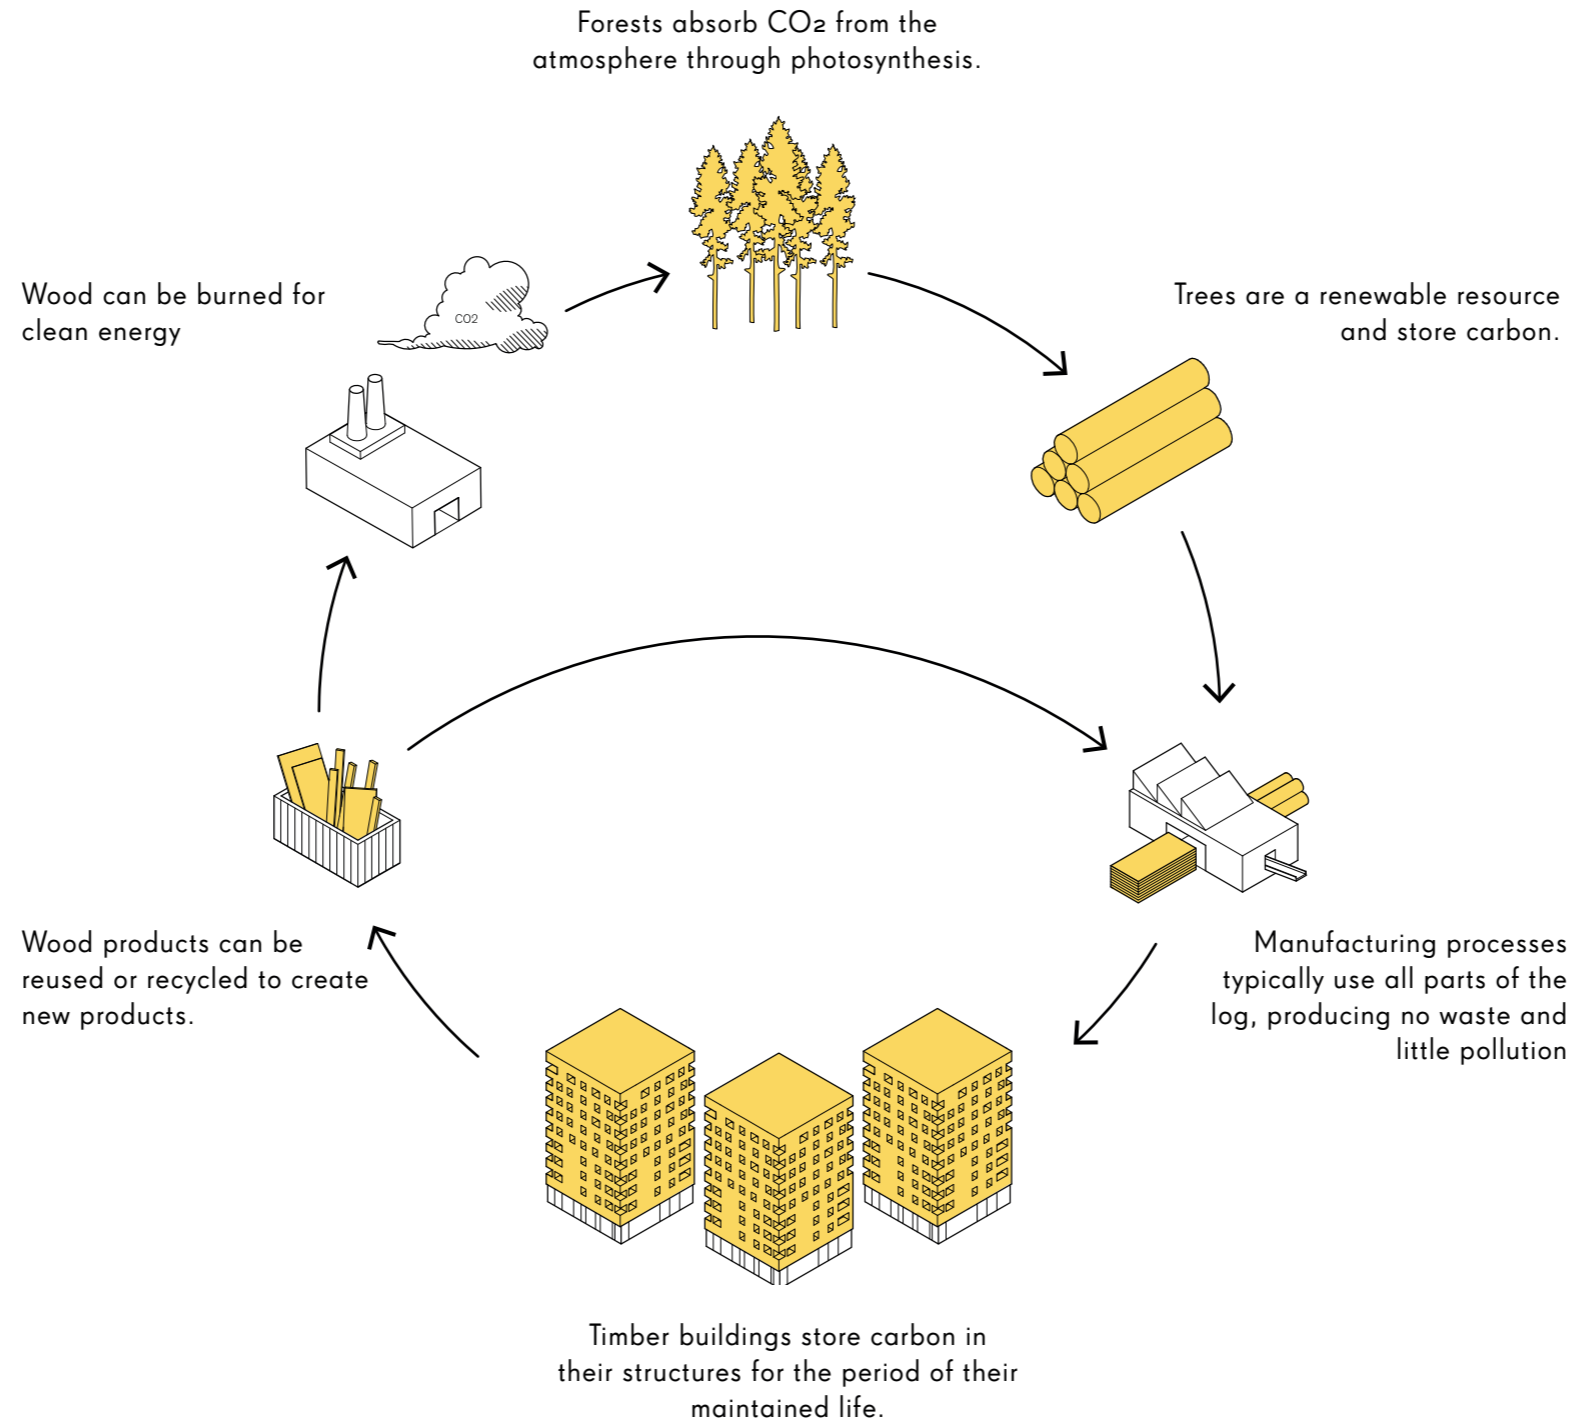 Forests absorb CO2 from the
atmosphere through photosynthesis.
Wood can be burned for
clean energy
CO2
Trees are a renewable resource
and store carbon.
Wood products can be
reused or recycled to create
new products.
Manufacturing processes
typically use all parts of the
log, producing no waste and
little pollution
Timber buildings store carbon in
their structures for the period of their
maintained life.